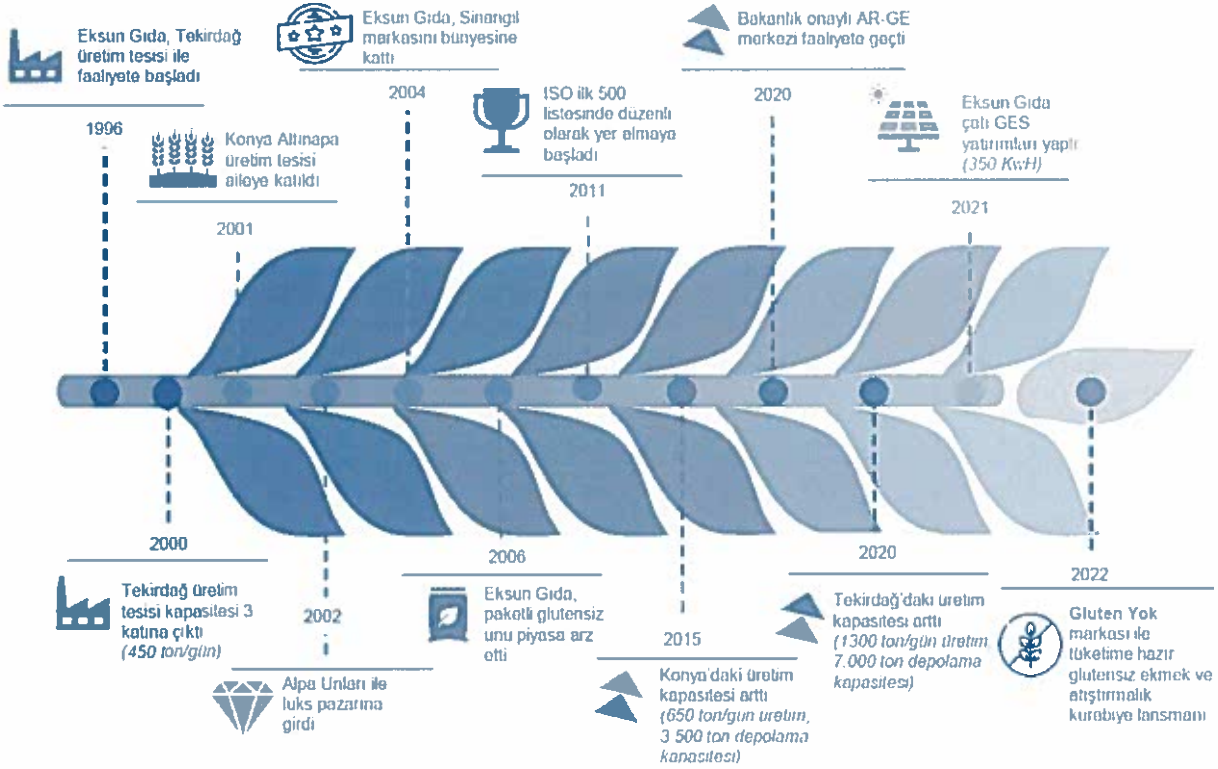 Eksun Gıda, Tekirdağ
üretim tesisi ile
faaliyete başladı
1996
Konya Altınapa
üretim tesisi
aileye katıldı
2001
Eksun Gıda, Sinangil
markasını bünyesine
kattı
2004
ISO ilk 500
listesinde düzenli
olarak yer almaya
başladı
2011
Bakanlık onaylı AR-GE
merkezi faaliyete geçti
2020
Eksun Gıda
çatı GES
yatırımları yaptı
(350 KwH)
2021
2000
Tekirdağ üretim
tesisi kapasitesi 3
katına çıktı
(450 ton/gün)
2002
Alpa Unları ile
lüks pazarına
girdi
2006
Eksun Gıda,
paketli glutensiz
unu piyasa arz
etti
2015
Konya'daki üretim
kapasitesi arttı
(650 ton/gün üretim,
3 500 ton depolama
kapasitesi)
2020
Tekirdağ'daki üretim
kapasitesi arttı
(1300 ton/gün üretim
7.000 ton depolama
kapasitesi)
2022
Gluten Yok
markası ile
tüketime hazır
glutensiz ekmek ve
atıştırmalık
kurabiye lansmanı